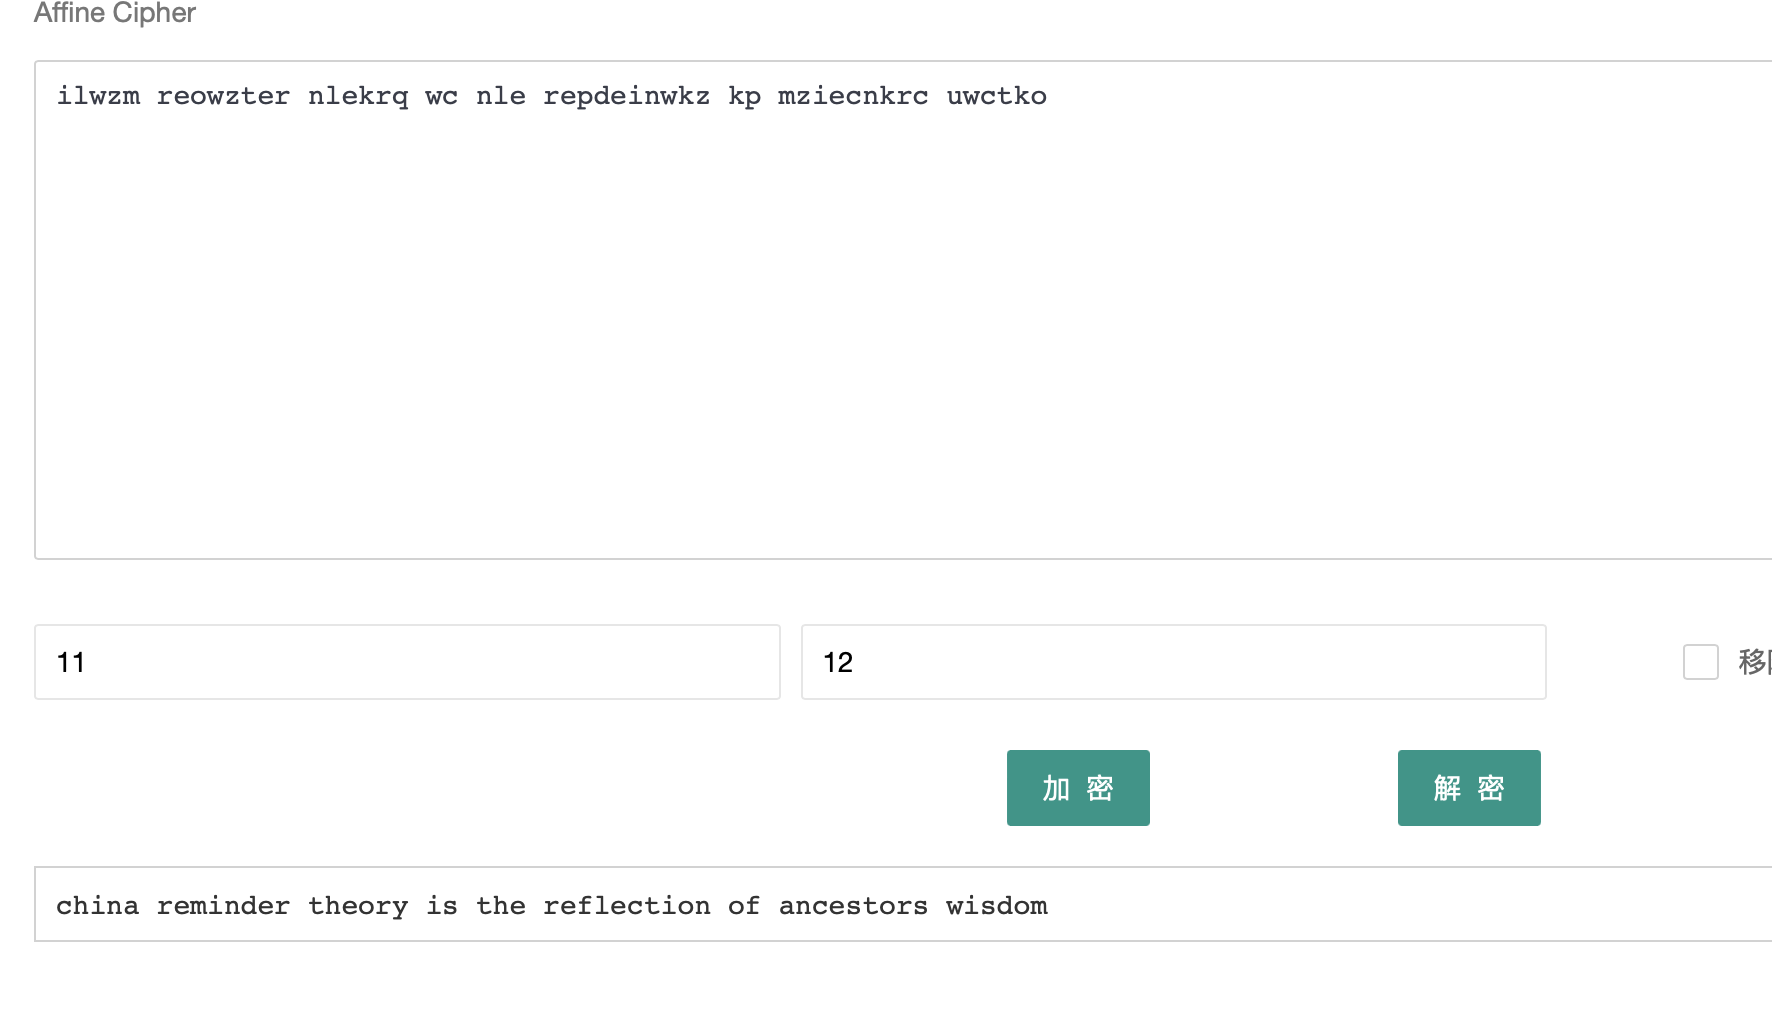 Affine Cipher
ilwzm reowzter nlekrq wc nle repdeinwkz kp mziecnkrc uwctko
11 12 移
加 密 解 密
china reminder theory is the reflection of ancestors wisdom